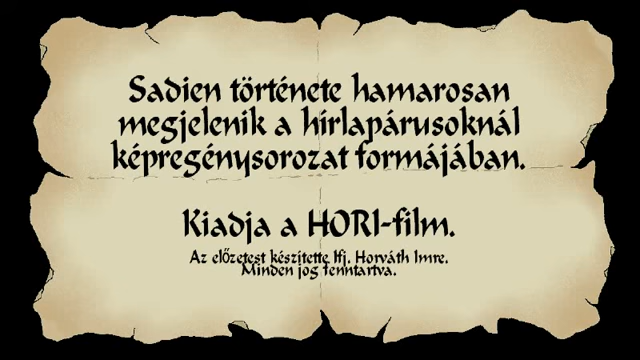 Sadien története hamarosan
megjelenik a hírlapárusoknál
képregénysorozat formájában.
Kiadja a HORI-film.
Az előzetest készítette Ifj. Horváth Imre.
Minden jog fenntartva.